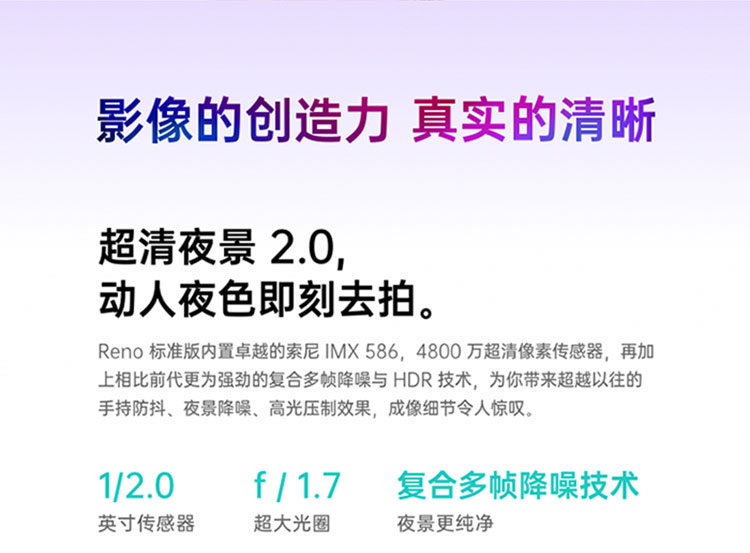 影像的创造力 真实的清晰
超清夜景 2.0,
动人夜色即刻去拍。
Reno 标准版内置卓越的索尼 IMX 586，4800 万超清像素传感器，再加
上相比前代更为强劲的复合多帧降噪与 HDR 技术，为你带来超越以往的
手持防抖、夜景降噪、高光压制效果，成像细节令人惊叹。
1/2.0 f / 1.7 复合多帧降噪技术
英寸传感器 超大光圈 夜景更纯净